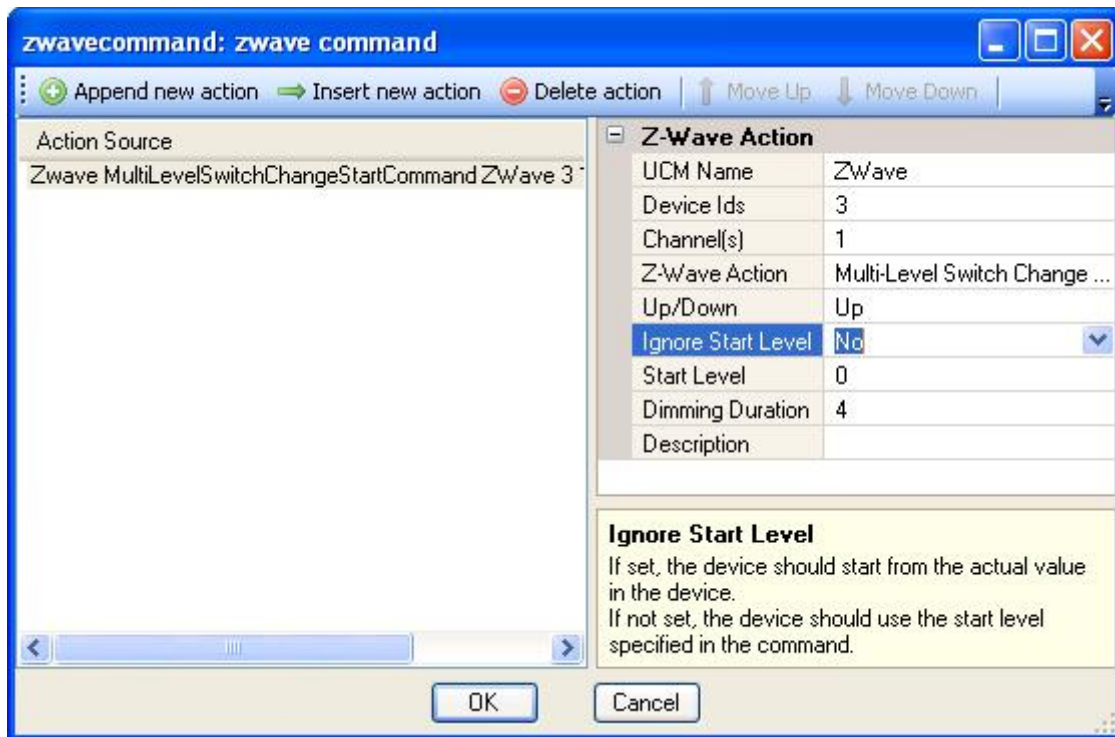 zwavecommand: zwave command
Append new action Insert new action Delete action Move Up Move Down
Action Source
Zwave MultiLevelSwitchChangeStartCommand ZWave 3
Z-Wave Action
UCM Name ZWave
Device Ids 3
Channel(s) 1
Z-Wave Action Multi-Level Switch Change ...
Up/Down Up
Ignore Start Level No
Start Level 0
Dimming Duration 4
Description
Ignore Start Level
If set, the device should start from the actual value
in the device.
If not set, the device should use the start level
specified in the command.
OK Cancel